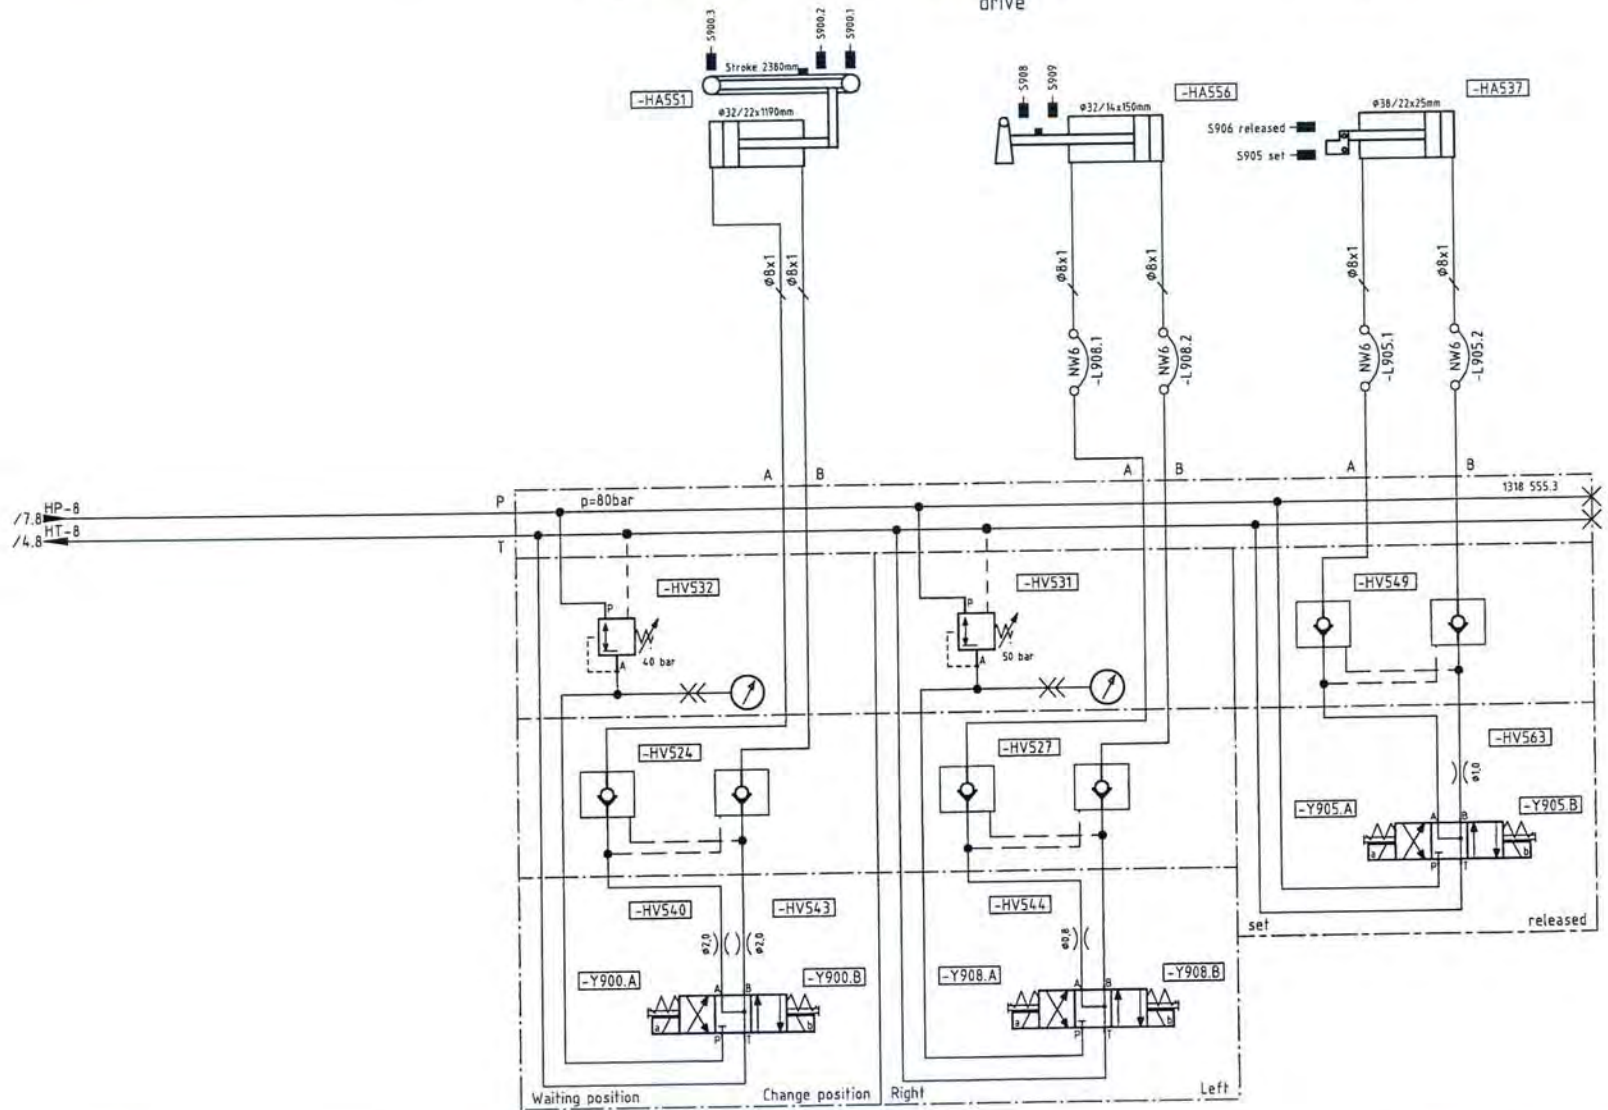 drive
S900.3
S900.2
S900.1
Stroke 2380mm
-HA551
ø32/22x1190mm
S908
S909
ø32/14x150mm
-HA556
-HA537
ø38/22x25mm
S906 released
S905 set
ø8x1
ø8x1
ø8x1
ø8x1
ø8x1
ø8x1
NW6
-L908.1
NW6
-L908.2
NW6
-L905.1
NW6
-L905.2
A
B
A
B
A
B
/7.8 HP-8
/4.8 HT-8
P
p=80bar
1318 555.3
T
-HV532
P
40 bar
A
-HV531
P
50 bar
A
-HV549
-HV524
-HV527
-HV563
ø1,0
-Y905.A
-Y905.B
A
B
a
b
P
T
-HV540
-HV543
ø2,0
ø2,0
-HV544
ø0,8
set
released
-Y900.A
-Y900.B
A
B
a
b
P
T
-Y908.A
-Y908.B
A
B
a
b
P
T
Waiting position
Change position
Right
Left